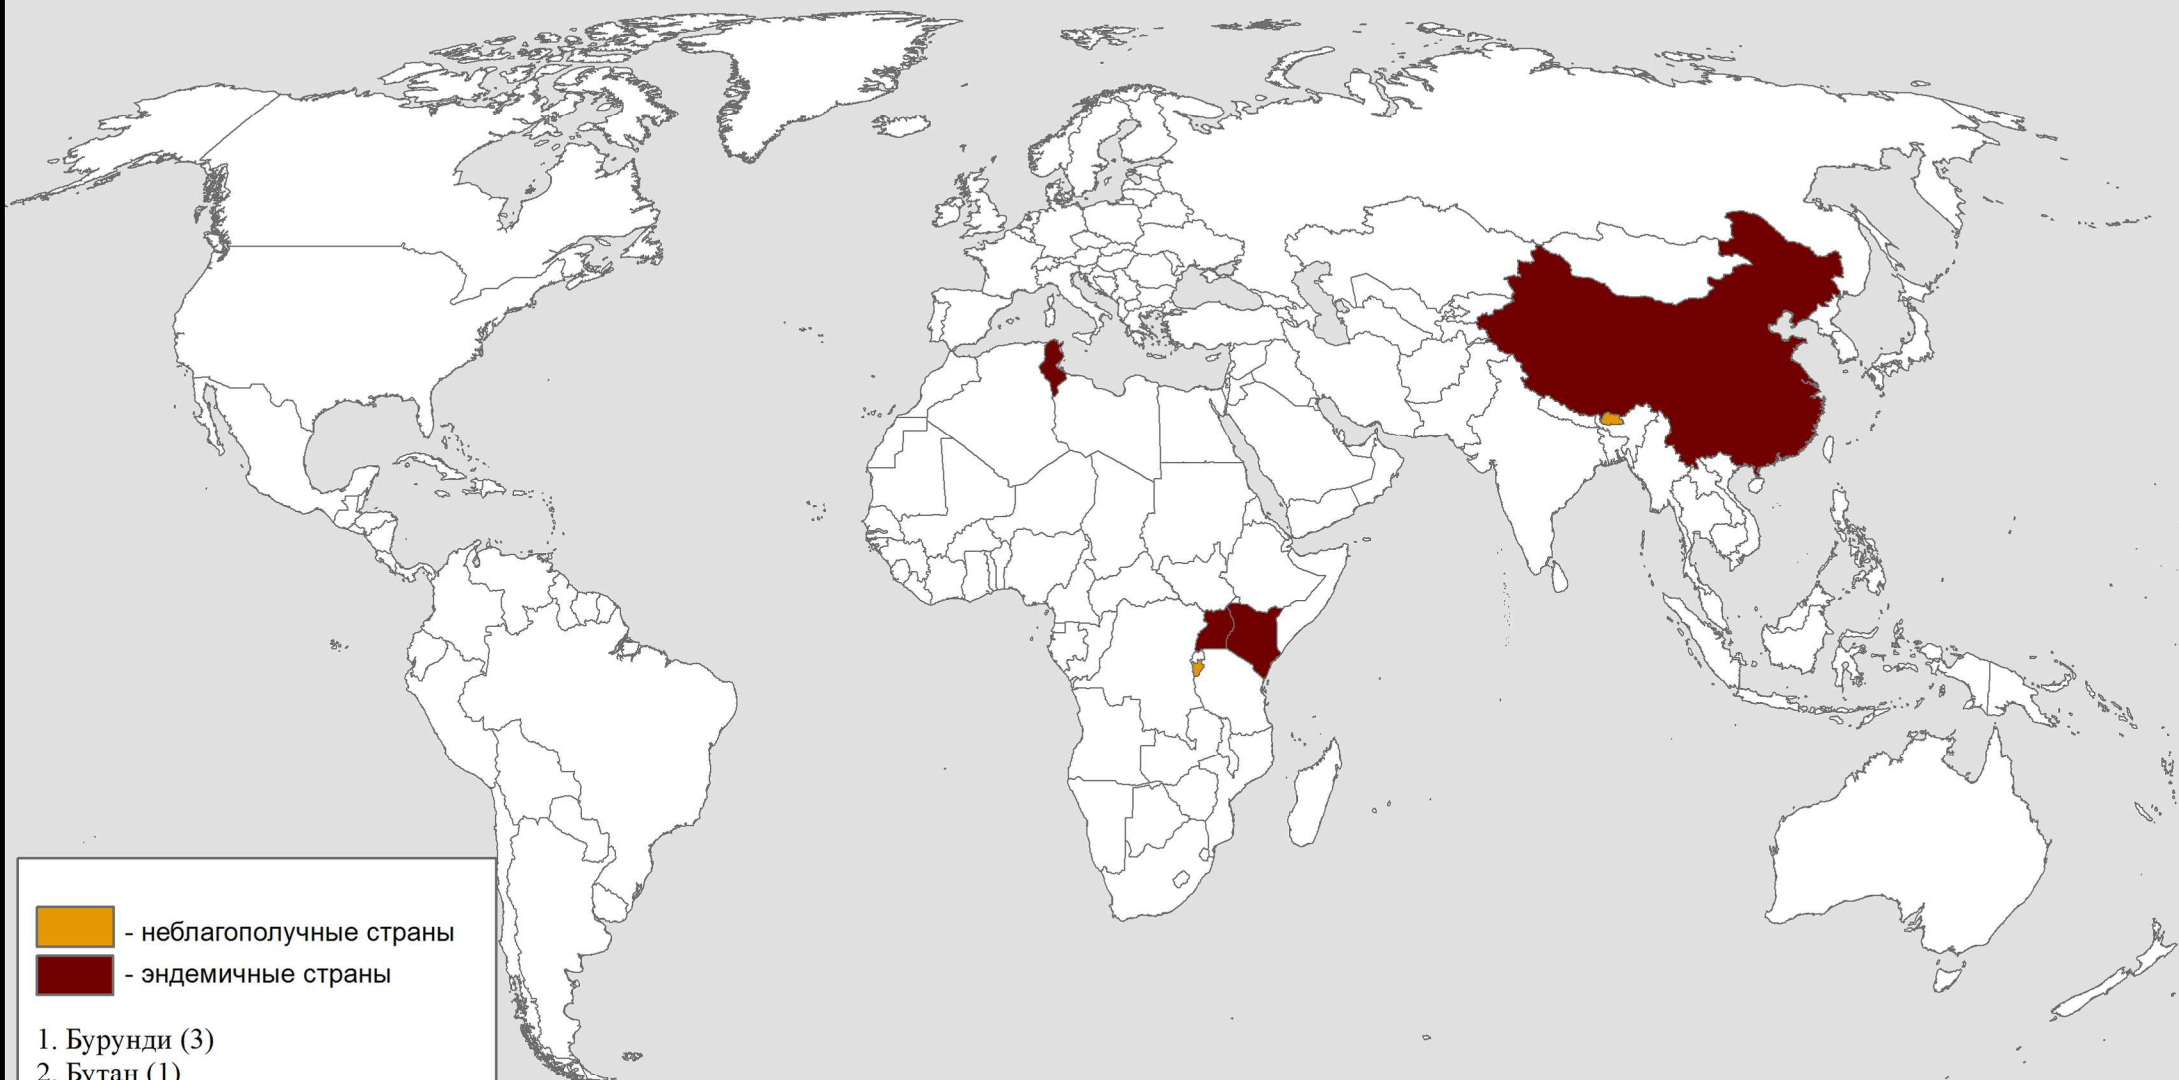 - неблагополучные страны
- эндемичные страны
1. Бурунди (3)
2. Бутан (1)